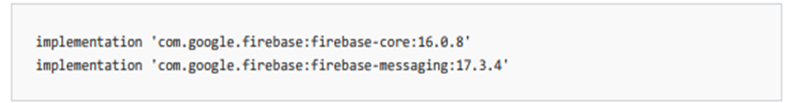 implementation 'com.google.firebase:firebase-core:16.0.8'
implementation 'com.google.firebase:firebase-messaging:17.3.4'